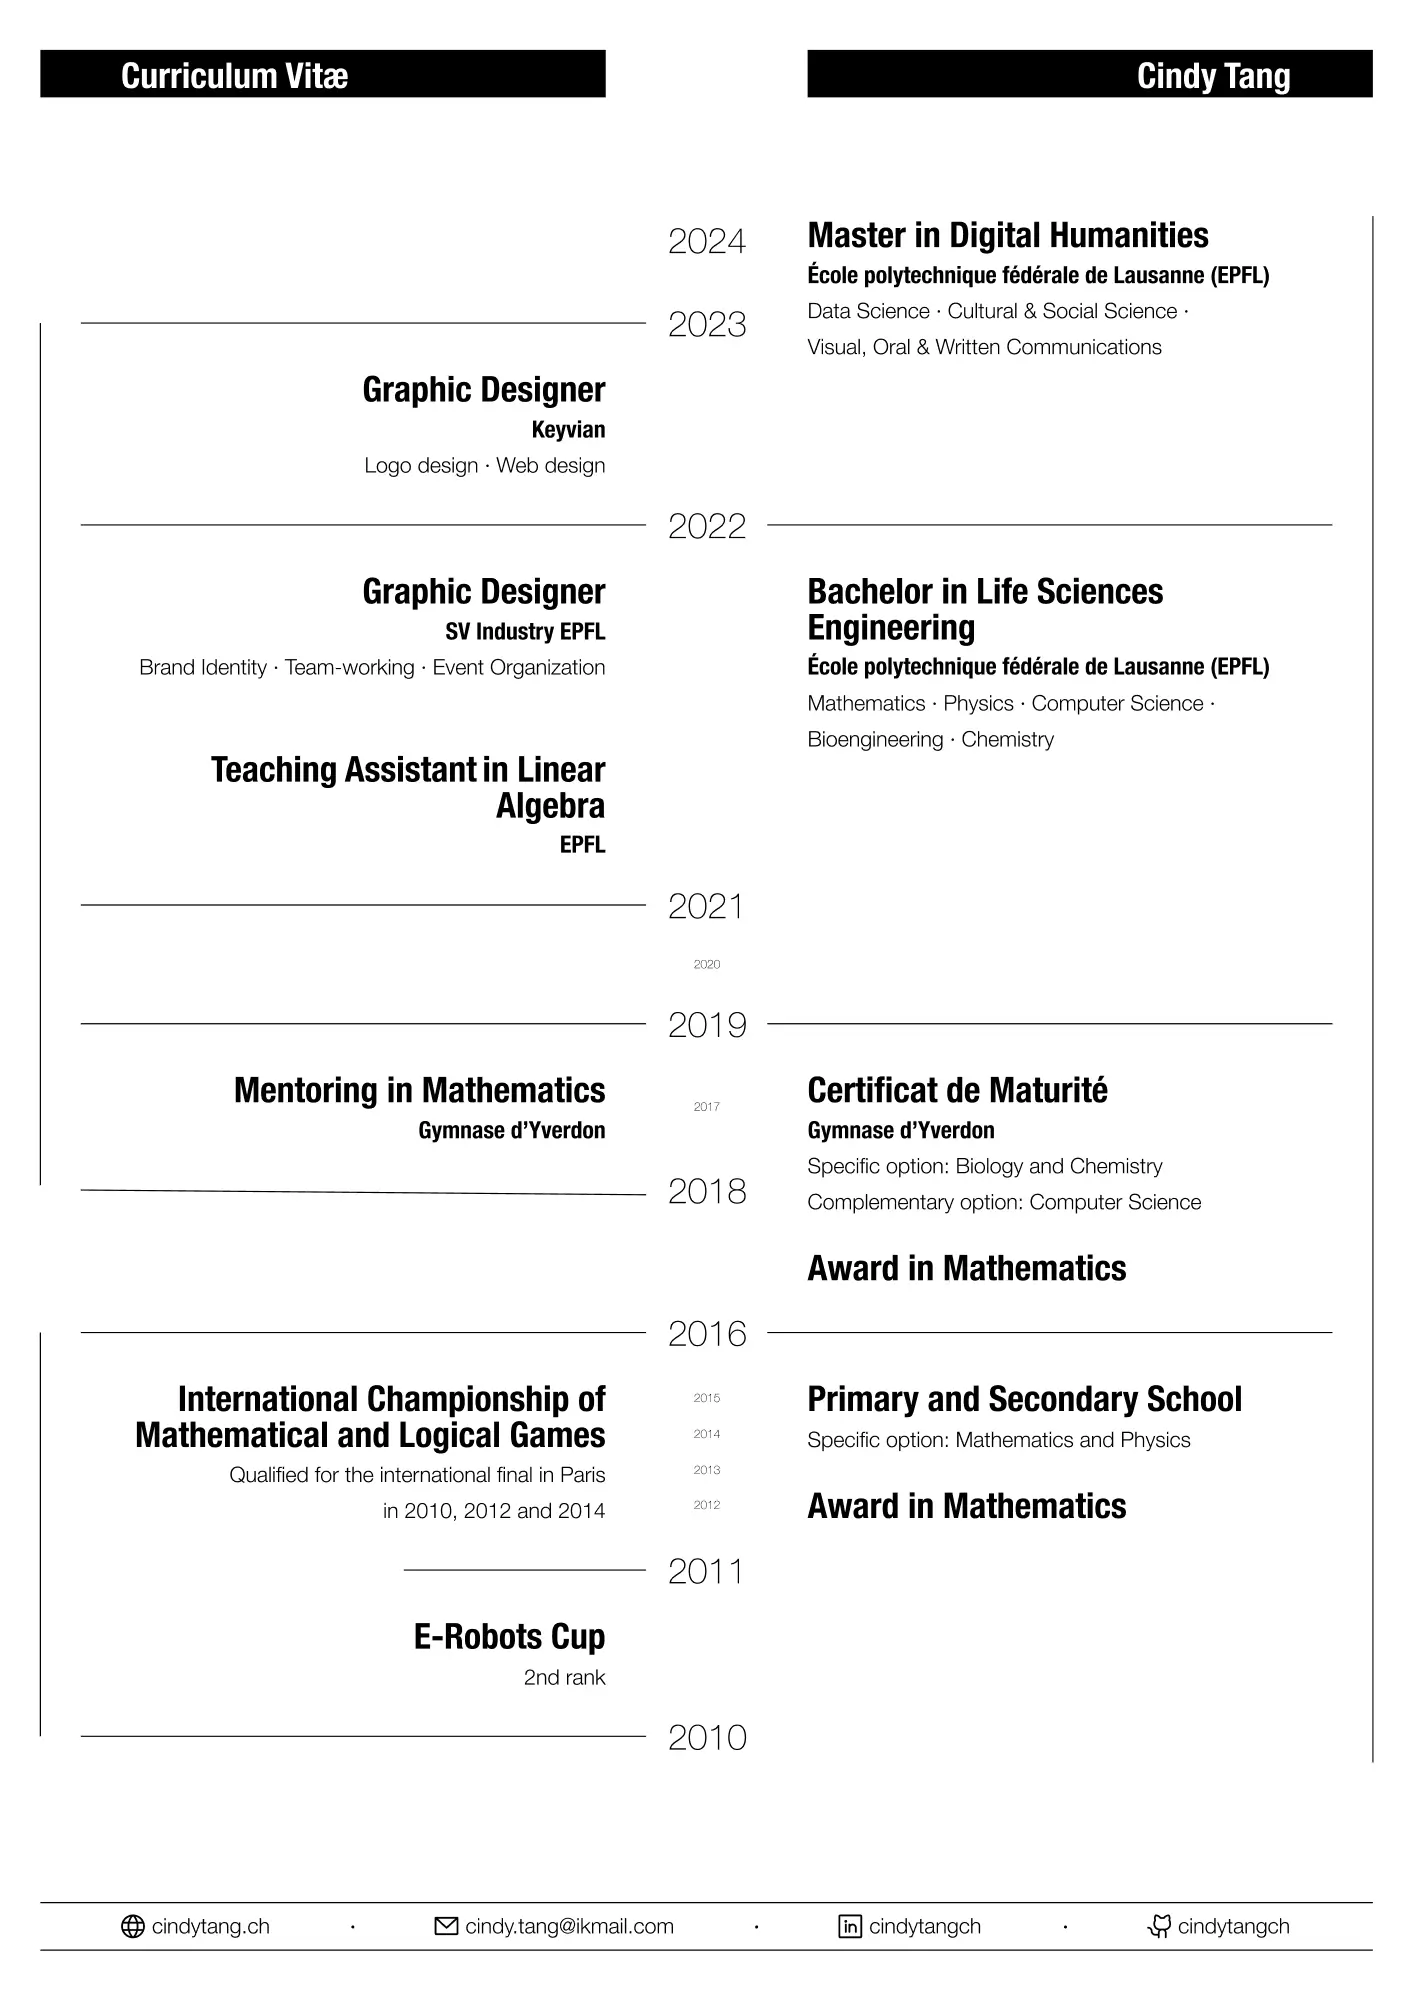 Curriculum Vitæ
Cindy Tang
2024
Master in Digital Humanities
École polytechnique fédérale de Lausanne (EPFL)
Data Science · Cultural & Social Science ·
Visual, Oral & Written Communications
2023
Graphic Designer
Keyvian
Logo design · Web design
2022
Graphic Designer
SV Industry EPFL
Brand Identity · Team-working · Event Organization
Teaching Assistant in Linear
Algebra
EPFL
Bachelor in Life Sciences
Engineering
École polytechnique fédérale de Lausanne (EPFL)
Mathematics · Physics · Computer Science ·
Bioengineering · Chemistry
2021
2020
2019
Mentoring in Mathematics
Gymnase d’Yverdon
2017
Certificat de Maturité
Gymnase d’Yverdon
Specific option: Biology and Chemistry
Complementary option: Computer Science
2018
Award in Mathematics
2016
International Championship of
Mathematical and Logical Games
Qualified for the international final in Paris
in 2010, 2012 and 2014
2015
2014
2013
2012
Primary and Secondary School
Specific option: Mathematics and Physics
Award in Mathematics
2011
E-Robots Cup
2nd rank
2010
cindytang.ch · cindy.tang@ikmail.com · cindytangch · cindytangch